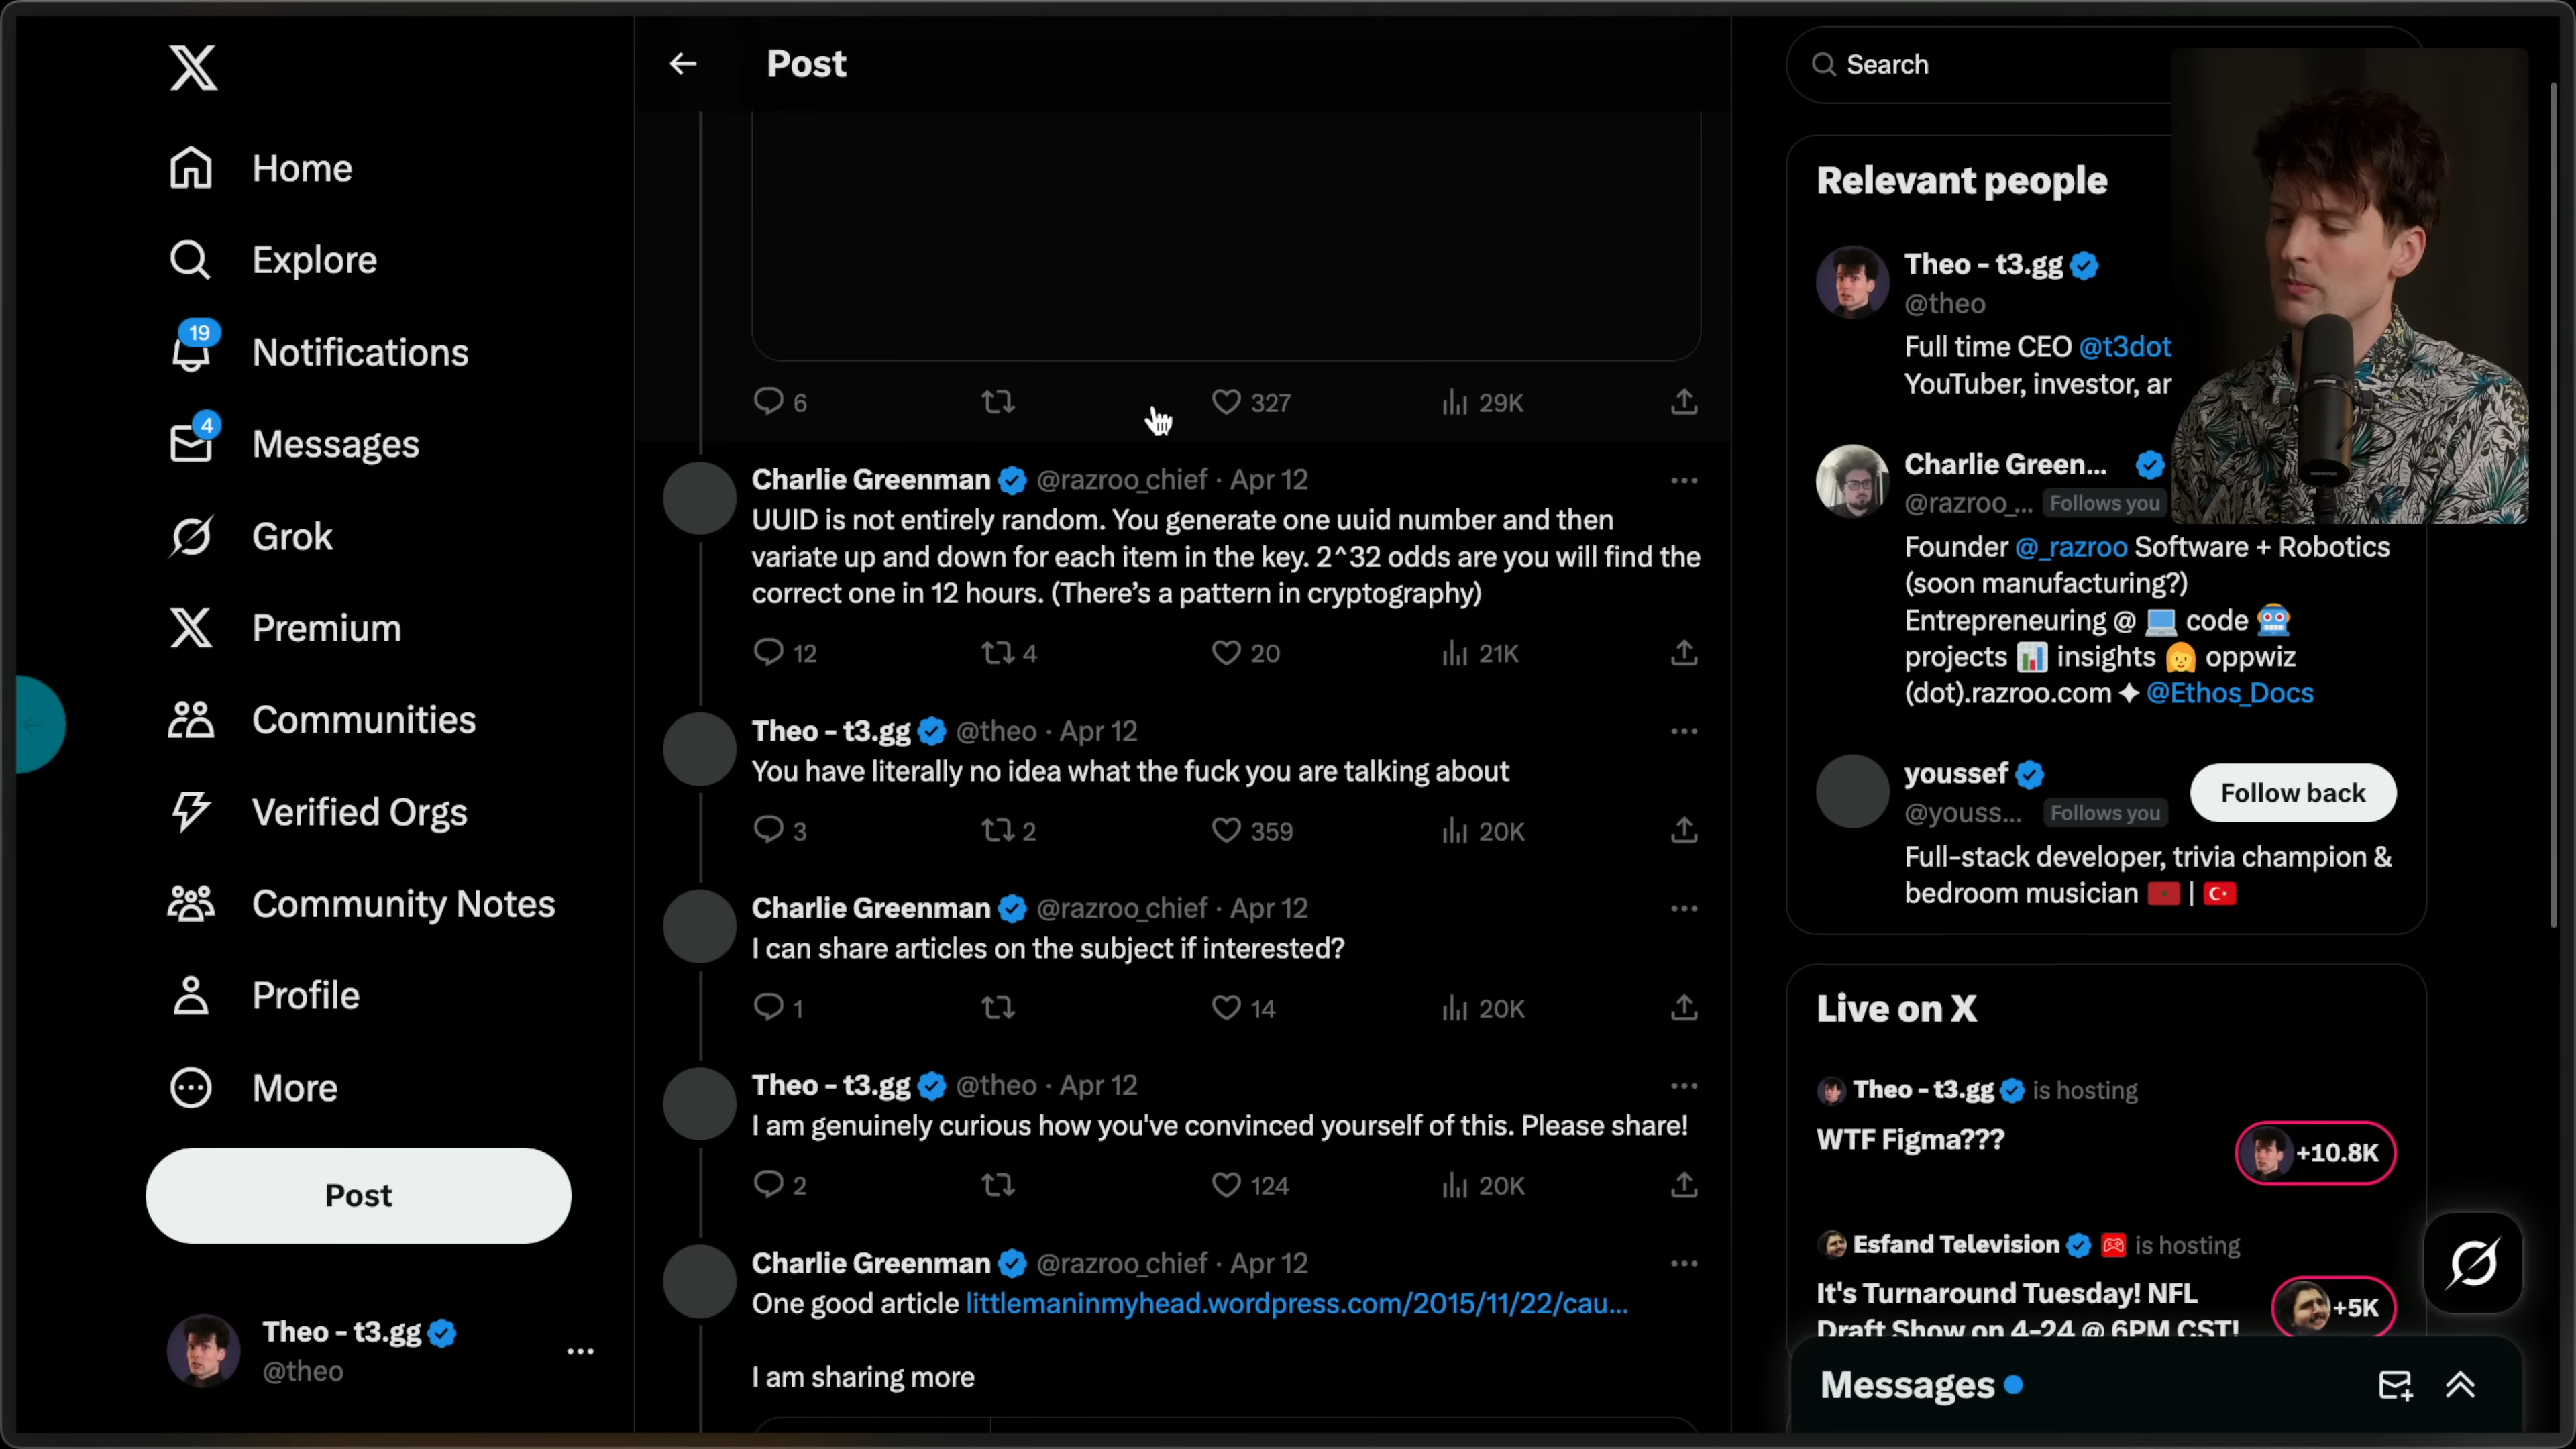 Home
Explore
19
Notifications
4
Messages
Grok
Premium
Communities
Verified Orgs
Community Notes
Profile
More
Post
Theo - t3.gg
@theo
Post
6
327
29K
Charlie Greenman @razroo_chief · Apr 12
UUID is not entirely random. You generate one uuid number and then
variate up and down for each item in the key. 2^32 odds are you will find the
correct one in 12 hours. (There's a pattern in cryptography)
12
4
20
21K
Theo - t3.gg @theo · Apr 12
You have literally no idea what the fuck you are talking about
3
2
359
20K
Charlie Greenman @razroo_chief · Apr 12
I can share articles on the subject if interested?
1
14
20K
Theo - t3.gg @theo · Apr 12
I am genuinely curious how you've convinced yourself of this. Please share!
2
124
20K
Charlie Greenman @razroo_chief · Apr 12
One good article littlemaninmyhead.wordpress.com/2015/11/22/cau...
I am sharing more
Search
Relevant people
Theo - t3.gg
@theo
Full time CEO @t3dot
YouTuber, investor, ar
Charlie Green...
@razroo_... Follows you
Founder @_razroo Software + Robotics
(soon manufacturing?)
Entrepreneuring @ 💻 code 🤖
projects 📊 insights 👩 oppwiz
(dot).razroo.com ✦ @Ethos_Docs
youssef
@youss... Follows you
Follow back
Full-stack developer, trivia champion &
bedroom musician 🇲🇦 | 🇹🇷
Live on X
Theo - t3.gg is hosting
WTF Figma???
+10.8K
Esfand Television is hosting
It's Turnaround Tuesday! NFL
Draft Show on 4-24 @ 6PM CST!
+5K
Messages